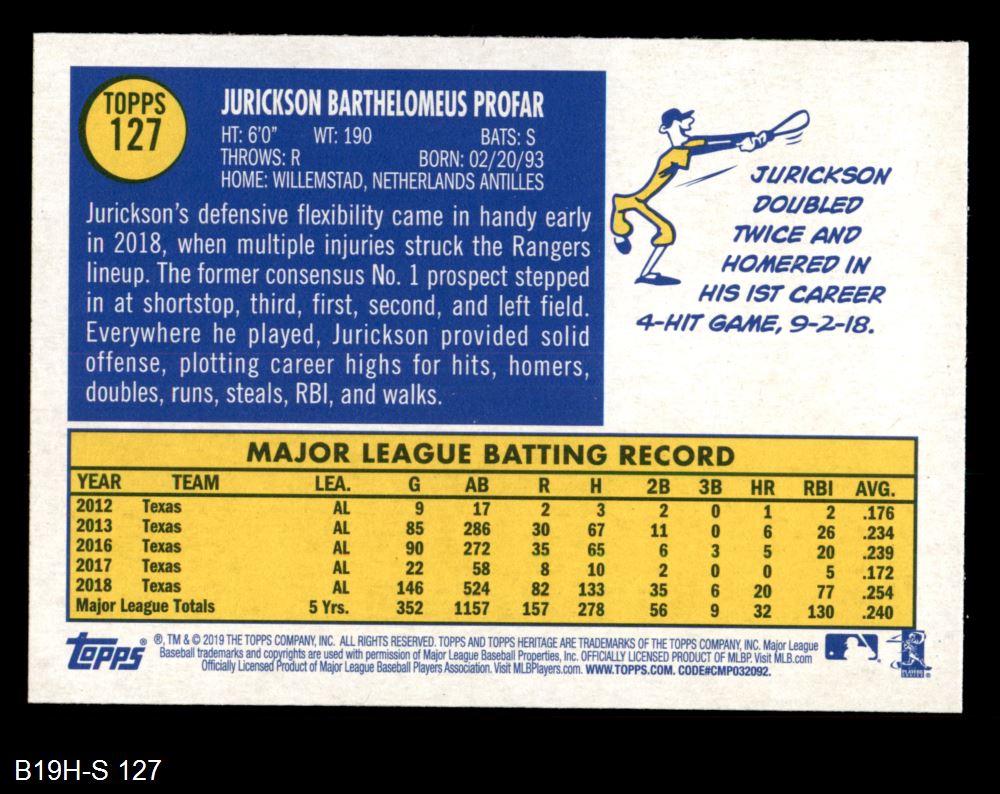 TOPPS
127
JURICKSON BARTHELOMEUS PROFAR
HT: 6'0" WT: 190 BATS: S
THROWS: R BORN: 02/20/93
HOME: WILLEMSTAD, NETHERLANDS ANTILLES
Jurickson's defensive flexibility came in handy early
in 2018, when multiple injuries struck the Rangers
lineup. The former consensus No. 1 prospect stepped
in at shortstop, third, first, second, and left field.
Everywhere he played, Jurickson provided solid
offense, plotting career highs for hits, homers,
doubles, runs, steals, RBI, and walks.
JURICKSON
DOUBLED
TWICE AND
HOMERED IN
HIS 1ST CAREER
4-HIT GAME, 9-2-18.
MAJOR LEAGUE BATTING RECORD
YEAR TEAM LEA. G AB R H 2B 3B HR RBI AVG.
2012 Texas AL 9 17 2 3 2 0 1 2 .176
2013 Texas AL 85 286 30 67 11 0 6 26 .234
2016 Texas AL 90 272 35 65 6 3 5 20 .239
2017 Texas AL 22 58 8 10 2 0 0 5 .172
2018 Texas AL 146 524 82 133 35 6 20 77 .254
Major League Totals 5 Yrs. 352 1157 157 278 56 9 32 130 .240
Topps ® ®, TM & © 2019 THE TOPPS COMPANY, INC. ALL RIGHTS RESERVED. TOPPS AND TOPPS HERITAGE ARE TRADEMARKS OF THE TOPPS COMPANY, INC. Major League
Baseball trademarks and copyrights are used with permission of Major League Baseball Properties, Inc. OFFICIALLY LICENSED PRODUCT OF MLBP. Visit MLB.com
Officially Licensed Product of Major League Baseball Players Association. Visit MLBPlayers.com. WWW.TOPPS.COM. CODE#CMP032092.
B19H-S 127